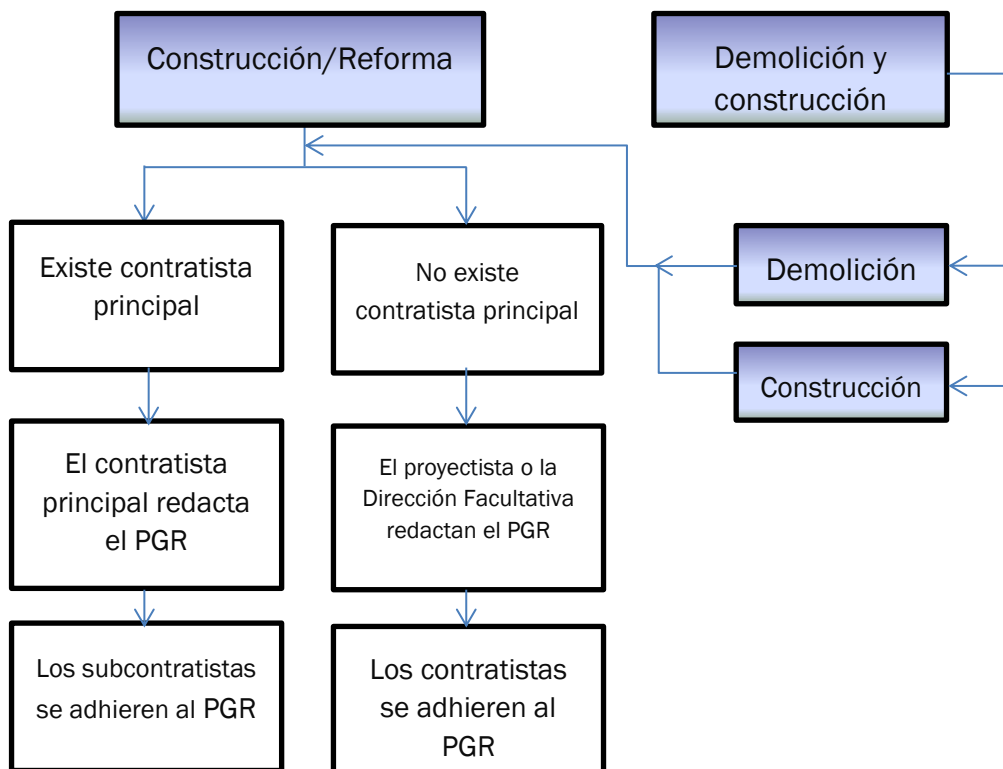 Construcción/Reforma
Demolición y
construcción
Existe contratista
principal
No existe
contratista principal
Demolición
Construcción
El contratista
principal redacta
el PGR
El proyectista o la
Dirección Facultativa
redactan el PGR
Los subcontratistas
se adhieren al PGR
Los contratistas
se adhieren al
PGR